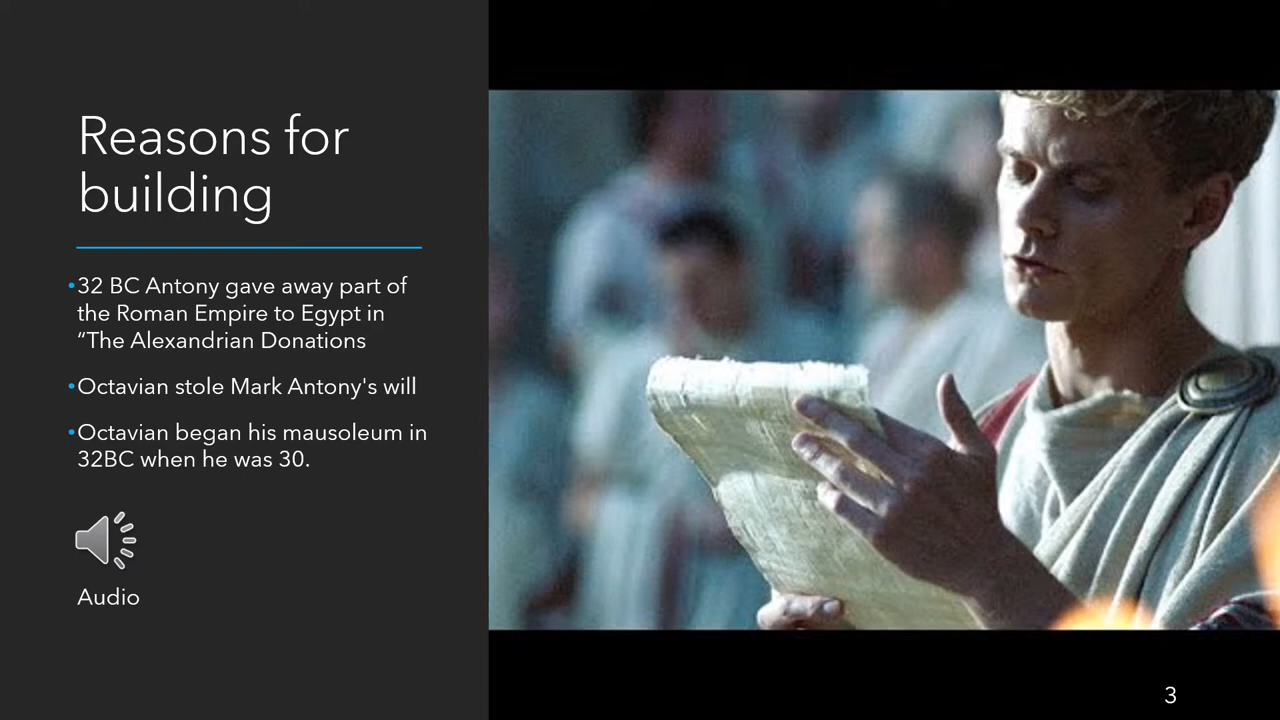 Reasons for
building
•32 BC Antony gave away part of
the Roman Empire to Egypt in
“The Alexandrian Donations
•Octavian stole Mark Antony's will
•Octavian began his mausoleum in
32BC when he was 30.
Audio
3